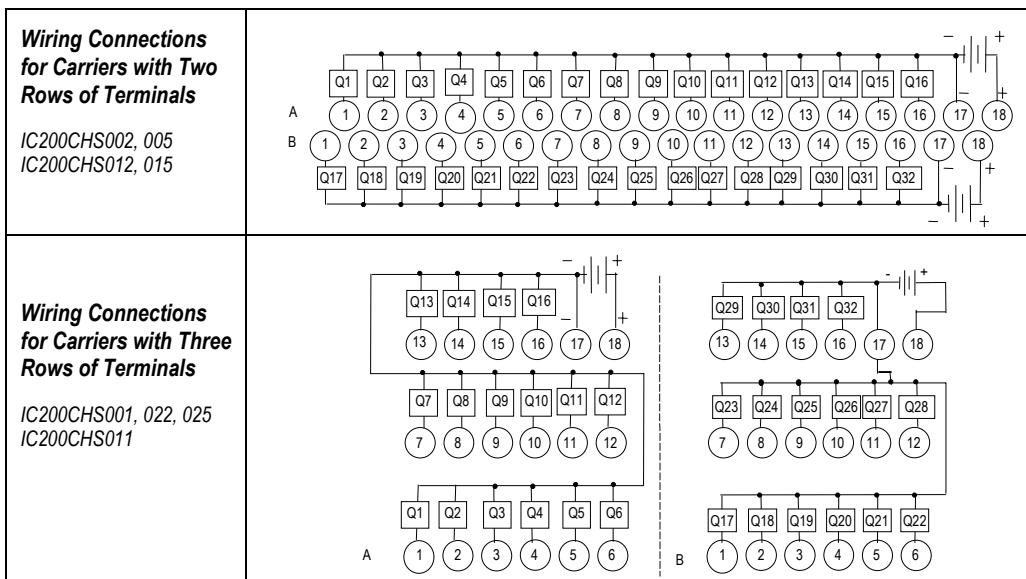 Wiring Connections
for Carriers with Two
Rows of Terminals
IC200CHS002, 005
IC200CHS012, 015
− +
Q1 Q2 Q3 Q4 Q5 Q6 Q7 Q8 Q9 Q10 Q11 Q12 Q13 Q14 Q15 Q16 − +
A 1 2 3 4 5 6 7 8 9 10 11 12 13 14 15 16 17 18
B 1 2 3 4 5 6 7 8 9 10 11 12 13 14 15 16 17 18
Q17 Q18 Q19 Q20 Q21 Q22 Q23 Q24 Q25 Q26 Q27 Q28 Q29 Q30 Q31 Q32 − +
− +
Wiring Connections
for Carriers with Three
Rows of Terminals
IC200CHS001, 022, 025
IC200CHS011
− +
Q13 Q14 Q15 Q16
− +
13 14 15 16 17 18
Q7 Q8 Q9 Q10 Q11 Q12
7 8 9 10 11 12
Q1 Q2 Q3 Q4 Q5 Q6
A 1 2 3 4 5 6
- +
Q29 Q30 Q31 Q32
13 14 15 16 17 18
Q23 Q24 Q25 Q26 Q27 Q28
7 8 9 10 11 12
Q17 Q18 Q19 Q20 Q21 Q22
B 1 2 3 4 5 6